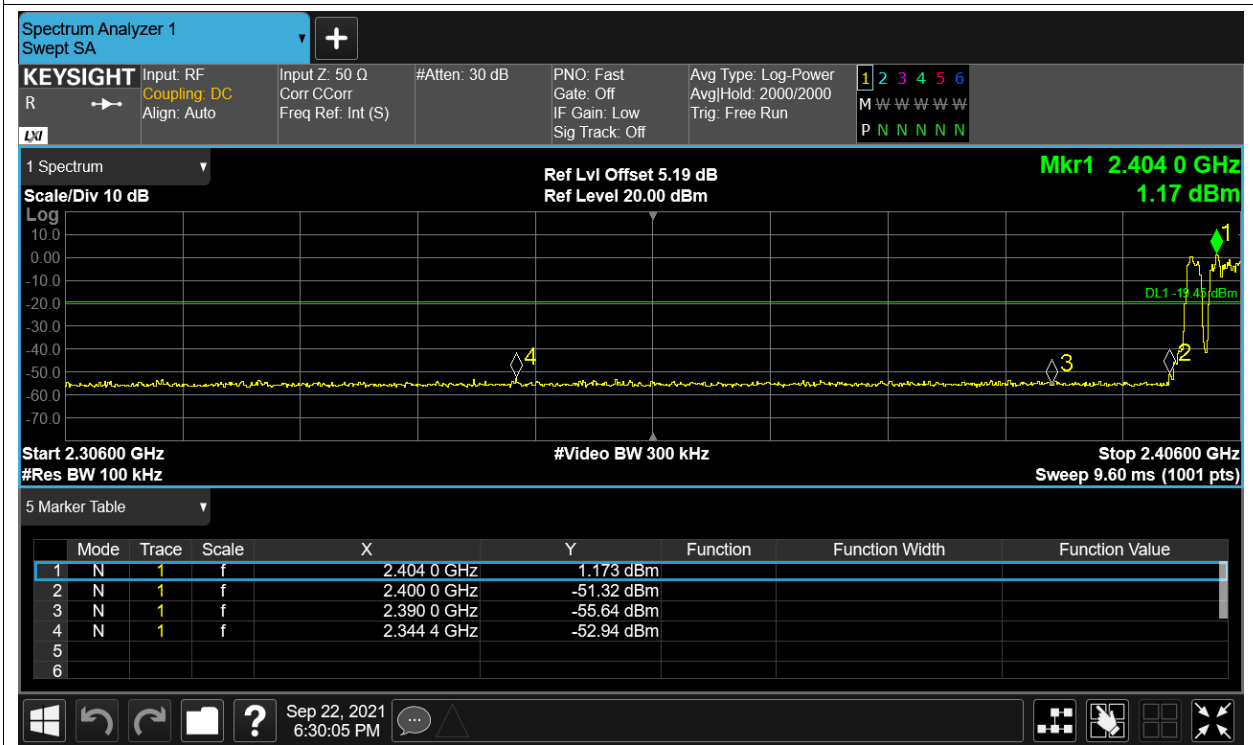 Spectrum Analyzer 1
Swept SA
+
KEYSIGHT Input: RF Input Z: 50 Ω #Atten: 30 dB PNO: Fast Avg Type: Log-Power 1 2 3 4 5 6
R Coupling: DC Corr CCorr Gate: Off Avg|Hold: 2000/2000 M W W W W W W
Align: Auto Freq Ref: Int (S) IF Gain: Low Trig: Free Run
LXI Sig Track: Off P N N N N N N
1 Spectrum Ref Lvl Offset 5.19 dB Mkr1 2.404 0 GHz
Scale/Div 10 dB Ref Level 20.00 dBm 1.17 dBm
Log
10.0 1
0.00
-10.0
-20.0 DL1 -19.45 dBm
-30.0
-40.0 4 3 2
-50.0
-60.0
-70.0
Start 2.30600 GHz #Video BW 300 kHz Stop 2.40600 GHz
#Res BW 100 kHz Sweep 9.60 ms (1001 pts)
5 Marker Table
Mode Trace Scale X Y Function Function Width Function Value
1 N 1 f 2.404 0 GHz 1.173 dBm
2 N 1 f 2.400 0 GHz -51.32 dBm
3 N 1 f 2.390 0 GHz -55.64 dBm
4 N 1 f 2.344 4 GHz -52.94 dBm
5
6
? Sep 22, 2021
6:30:05 PM